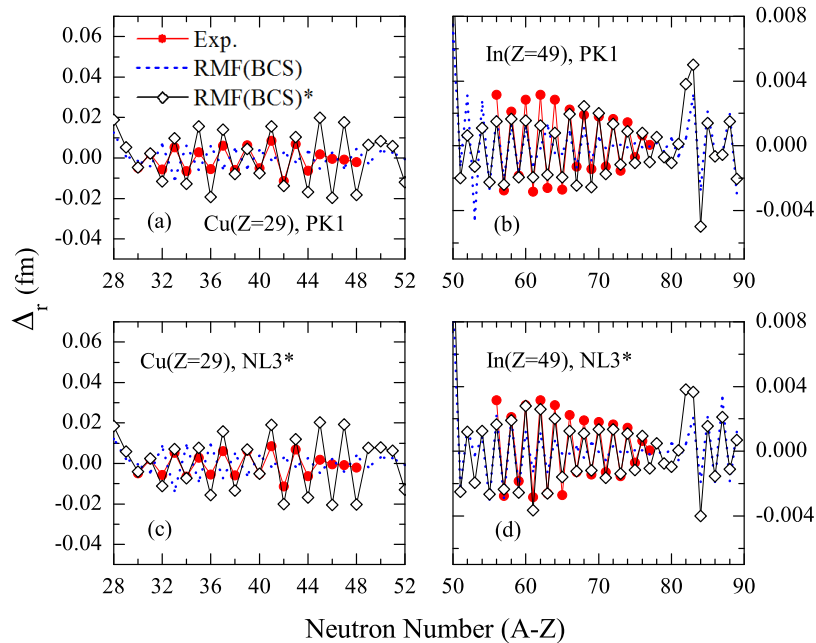 0.06
0.04
0.02
0.00
-0.02
-0.04
Exp.
RMF(BCS)
RMF(BCS)*
(a)
Cu(Z=29), PK1
28 32 36 40 44 48 52
In(Z=49), PK1
(b)
0.008
0.004
0.000
-0.004
50 60 70 80 90
Δr (fm)
0.06
0.04
0.02
0.00
-0.02
-0.04
Cu(Z=29), NL3*
(c)
28 32 36 40 44 48 52
In(Z=49), NL3*
(d)
0.008
0.004
0.000
-0.004
50 60 70 80 90
Neutron Number (A-Z)